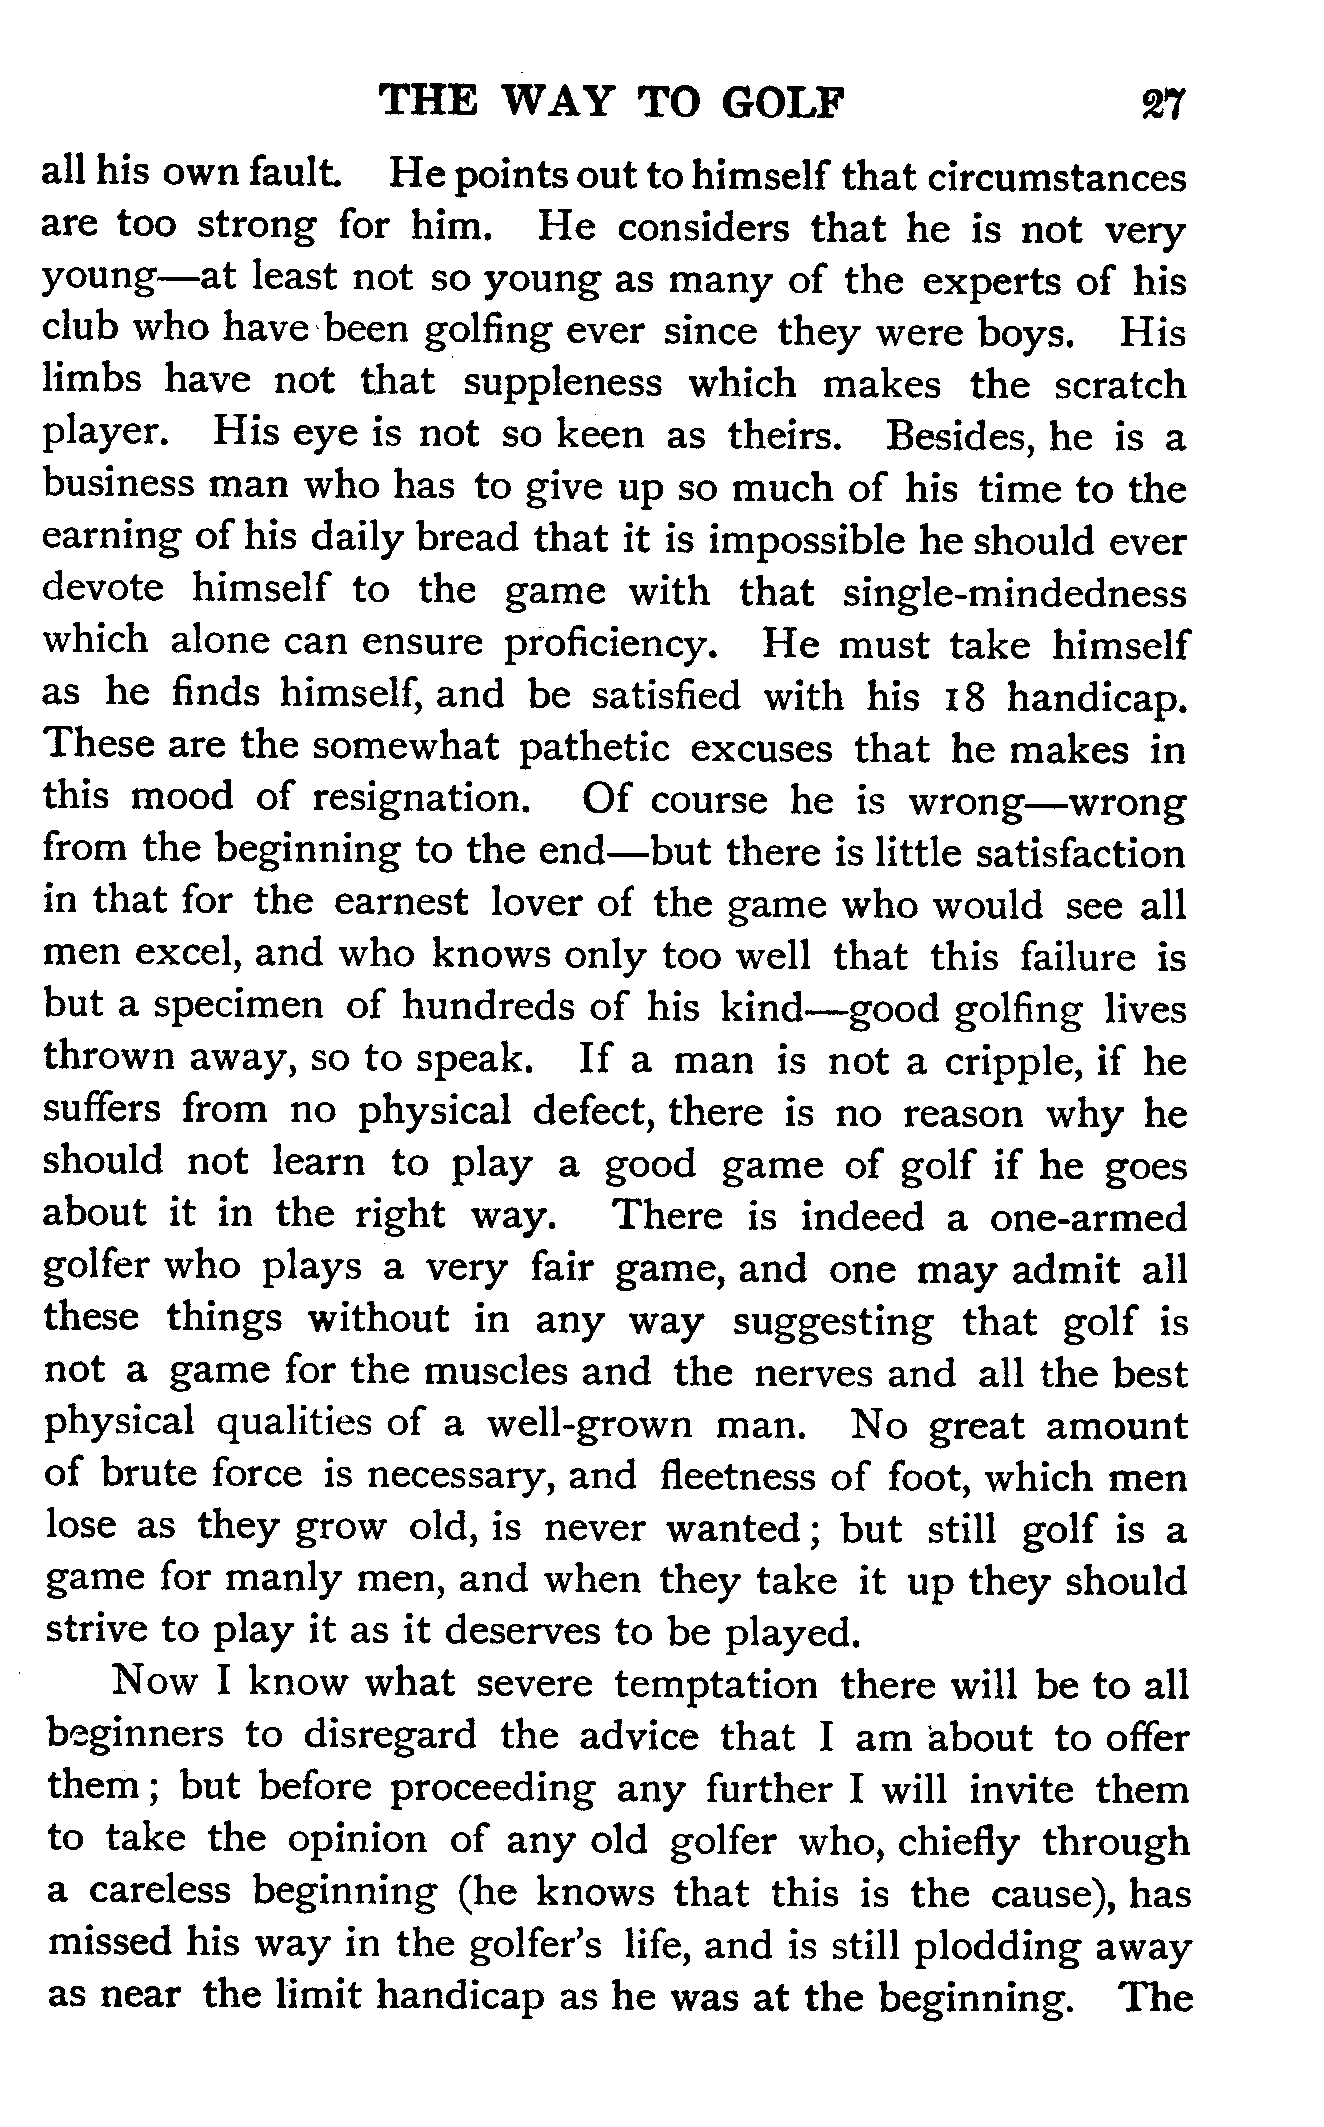 THE WAY TO GOLF 27
all his own fault. He points out to himself that circumstances
are too strong for him. He considers that he is not very
young—at least not so young as many of the experts of his
club who have been golfing ever since they were boys. His
limbs have not that suppleness which makes the scratch
player. His eye is not so keen as theirs. Besides, he is a
business man who has to give up so much of his time to the
earning of his daily bread that it is impossible he should ever
devote himself to the game with that single-mindedness
which alone can ensure proficiency. He must take himself
as he finds himself, and be satisfied with his 18 handicap.
These are the somewhat pathetic excuses that he makes in
this mood of resignation. Of course he is wrong—wrong
from the beginning to the end—but there is little satisfaction
in that for the earnest lover of the game who would see all
men excel, and who knows only too well that this failure is
but a specimen of hundreds of his kind—good golfing lives
thrown away, so to speak. If a man is not a cripple, if he
suffers from no physical defect, there is no reason why he
should not learn to play a good game of golf if he goes
about it in the right way. There is indeed a one-armed
golfer who plays a very fair game, and one may admit all
these things without in any way suggesting that golf is
not a game for the muscles and the nerves and all the best
physical qualities of a well-grown man. No great amount
of brute force is necessary, and fleetness of foot, which men
lose as they grow old, is never wanted; but still golf is a
game for manly men, and when they take it up they should
strive to play it as it deserves to be played.
Now I know what severe temptation there will be to all
beginners to disregard the advice that I am about to offer
them; but before proceeding any further I will invite them
to take the opinion of any old golfer who, chiefly through
a careless beginning (he knows that this is the cause), has
missed his way in the golfer's life, and is still plodding away
as near the limit handicap as he was at the beginning. The